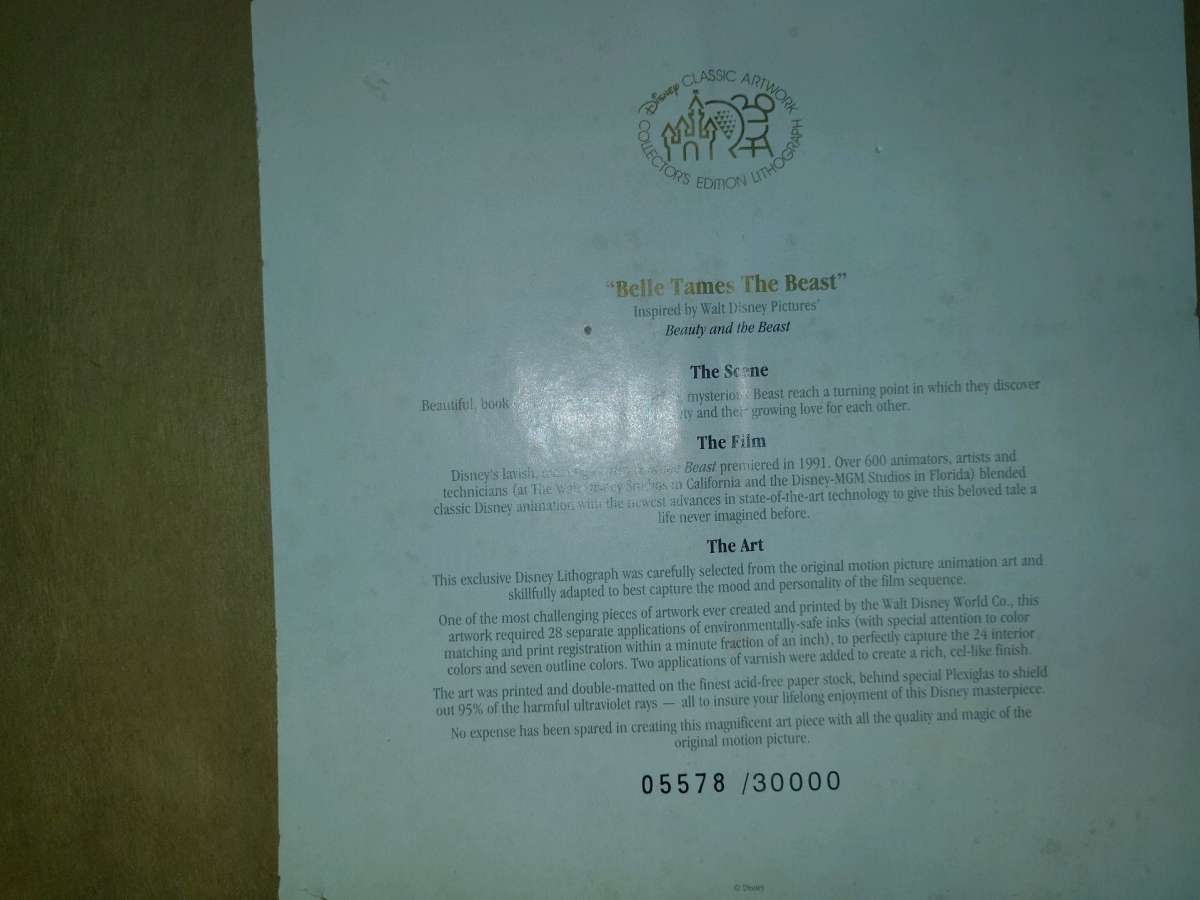 Disney CLASSIC ARTWORK
COLLECTOR'S EDITION LITHOGRAPH
“Belle Tames The Beast”
Inspired by Walt Disney Pictures'
Beauty and the Beast
The Scene
Beautiful, book mysterious Beast reach a turning point in which they discover
and their growing love for each other.
The Film
Disney's lavish, Beast premiered in 1991. Over 600 animators, artists and
technicians (at The Walt Disney Studios in California and the Disney-MGM Studios in Florida) blended
classic Disney animation with the newest advances in state-of-the-art technology to give this beloved tale a
life never imagined before.
The Art
This exclusive Disney Lithograph was carefully selected from the original motion picture animation art and
skillfully adapted to best capture the mood and personality of the film sequence.
One of the most challenging pieces of artwork ever created and printed by the Walt Disney World Co., this
artwork required 28 separate applications of environmentally-safe inks (with special attention to color
matching and print registration within a minute fraction of an inch), to perfectly capture the 24 interior
colors and seven outline colors. Two applications of varnish were added to create a rich, cel-like finish.
The art was printed and double-matted on the finest acid-free paper stock, behind special Plexiglas to shield
out 95% of the harmful ultraviolet rays — all to insure your lifelong enjoyment of this Disney masterpiece.
No expense has been spared in creating this magnificent art piece with all the quality and magic of the
original motion picture.
05578 /30000
© Disney